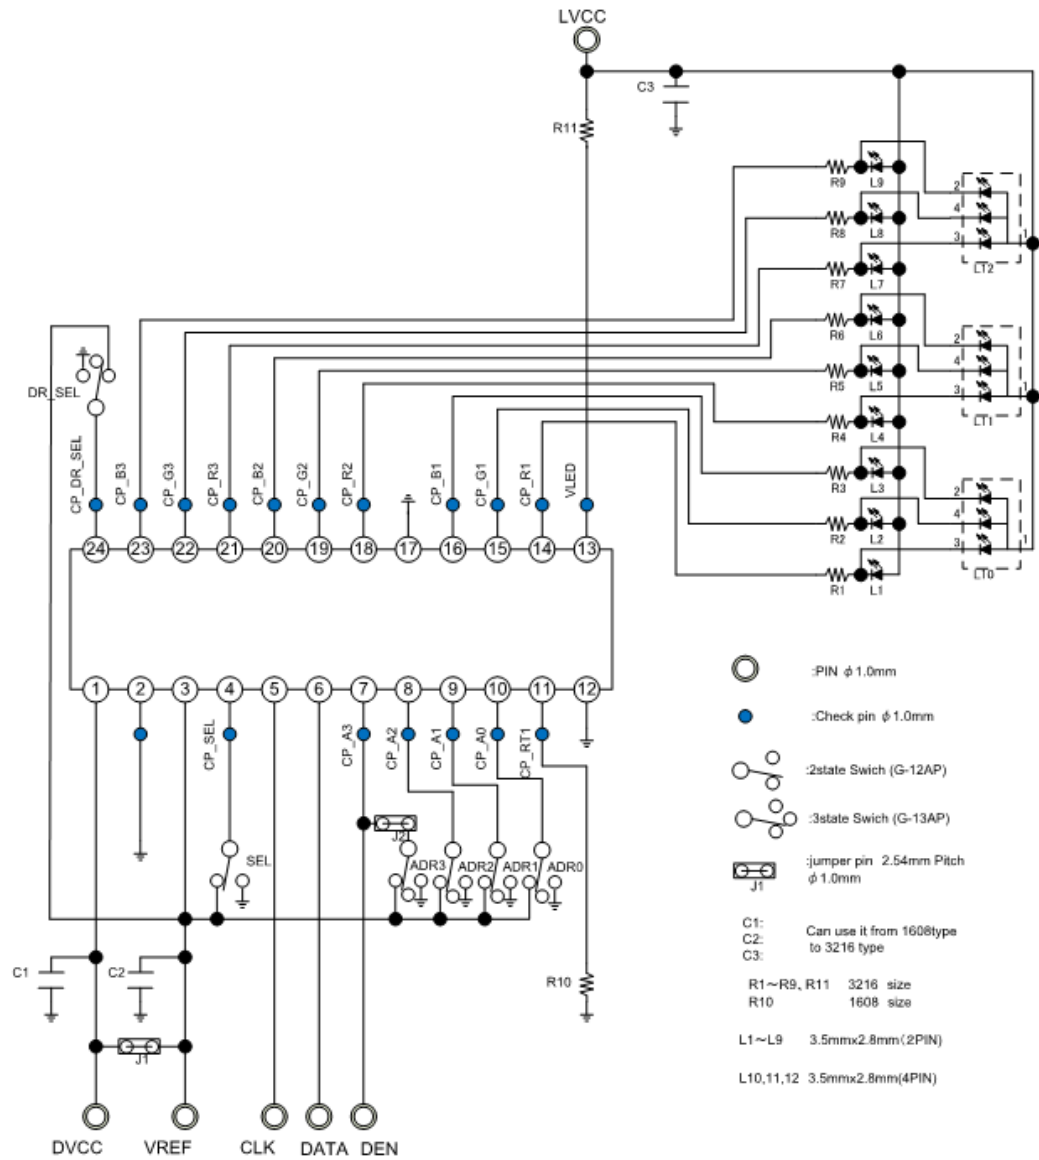 LVCC
C3
R11
R9 L9
R8 L8
R7 L7
R6 L6
R5 L5
R4 L4
R3 L3
R2 L2
R1 L1
2
4
3
1
LT2
2
4
3
1
LT1
2
4
3
1
LT0
DR_SEL
CP_DR_SEL
CP_B3
CP_G3
CP_R3
CP_B2
CP_G2
CP_R2
CP_B1
CP_G1
CP_R1
VLED
24 23 22 21 20 19 18 17 16 15 14 13
1 2 3 4 5 6 7 8 9 10 11 12
CP_SEL
CP_A3
CP_A2
CP_A1
CP_A0
CP_RT1
SEL
J2
ADR3 ADR2 ADR1 ADR0
C1
C2
R10
J1
DVCC VREF CLK DATA DEN
:PIN ϕ1.0mm
:Check pin ϕ1.0mm
:2state Swich (G-12AP)
:3state Swich (G-13AP)
:jumper pin 2.54mm Pitch
ϕ1.0mm
J1
C1:
C2:
C3:
Can use it from 1608type
to 3216 type
R1～R9、R11 3216 size
R10 1608 size
L1～L9 3.5mmx2.8mm(2PIN)
L10,11,12 3.5mmx2.8mm(4PIN)